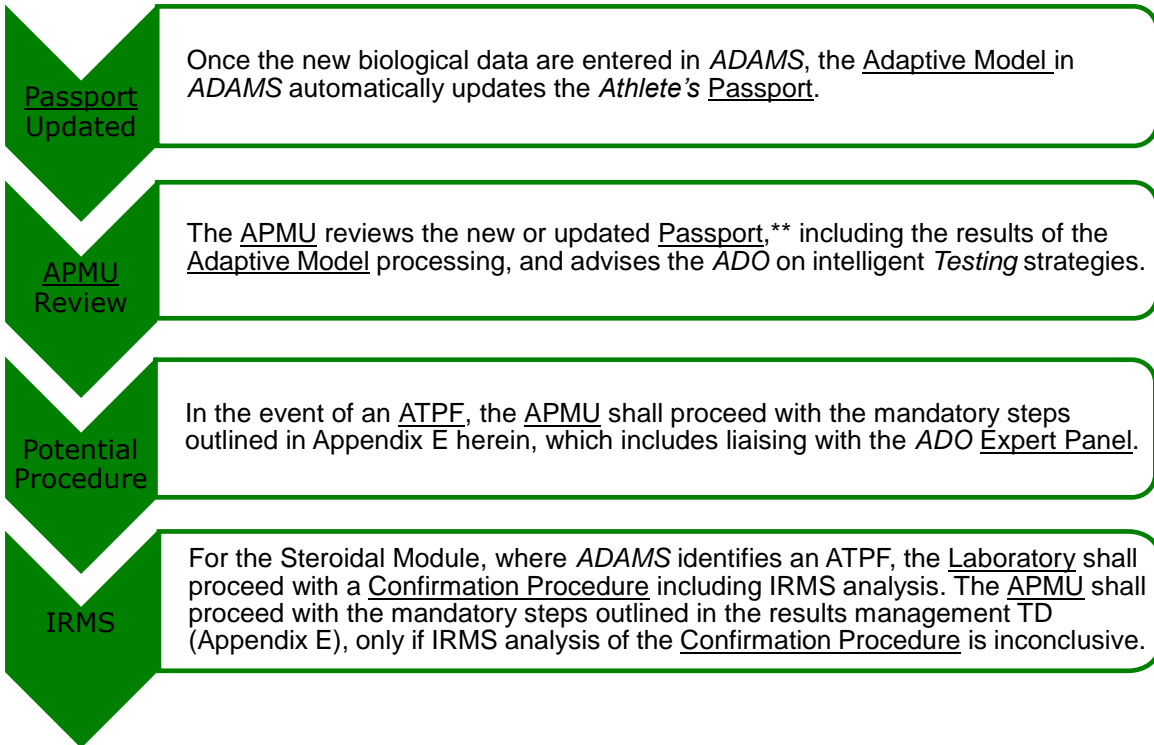 Passport
Updated
Once the new biological data are entered in ADAMS, the Adaptive Model in
ADAMS automatically updates the Athlete’s Passport.
APMU
Review
The APMU reviews the new or updated Passport,** including the results of the
Adaptive Model processing, and advises the ADO on intelligent Testing strategies.
Potential
Procedure
In the event of an ATPF, the APMU shall proceed with the mandatory steps
outlined in Appendix E herein, which includes liaising with the ADO Expert Panel.
IRMS
For the Steroidal Module, where ADAMS identifies an ATPF, the Laboratory shall
proceed with a Confirmation Procedure including IRMS analysis. The APMU shall
proceed with the mandatory steps outlined in the results management TD
(Appendix E), only if IRMS analysis of the Confirmation Procedure is inconclusive.